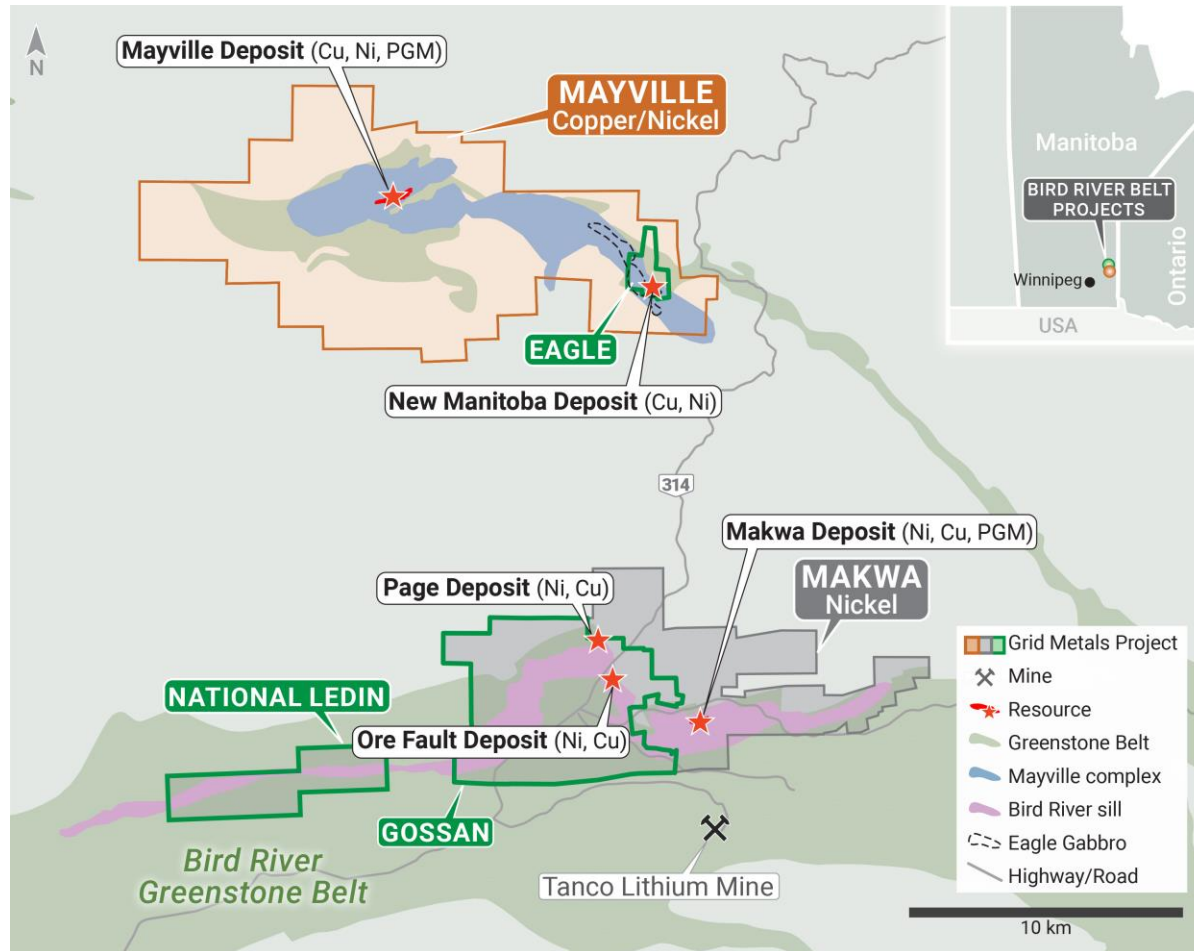 N
Mayville Deposit (Cu, Ni, PGM)
MAYVILLE
Copper/Nickel
Manitoba
BIRD RIVER BELT
PROJECTS
Winnipeg
Ontario
USA
EAGLE
New Manitoba Deposit (Cu, Ni)
314
Makwa Deposit (Ni, Cu, PGM)
Page Deposit (Ni, Cu)
MAKWA
Nickel
NATIONAL LEDIN
Ore Fault Deposit (Ni, Cu)
GOSSAN
Bird River
Greenstone Belt
Tanco Lithium Mine
Grid Metals Project
Mine
Resource
Greenstone Belt
Mayville complex
Bird River sill
Eagle Gabbro
Highway/Road
10 km